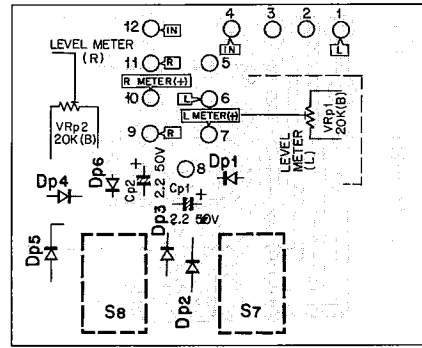 12 IN
4 3 2 1
IN L
LEVEL METER
(R)
11 R 5
R METER(+)
10 L 6
L METER(+)
VRp2
20K(B)
9 R 7
VRp1
20K(B)
LEVEL
METER
(L)
Dp4
Dp6
Cp2
2.2 50V
8
Dp1
Cp1
2.2 50V
Dp3
Dp5
Dp2
S8
S7